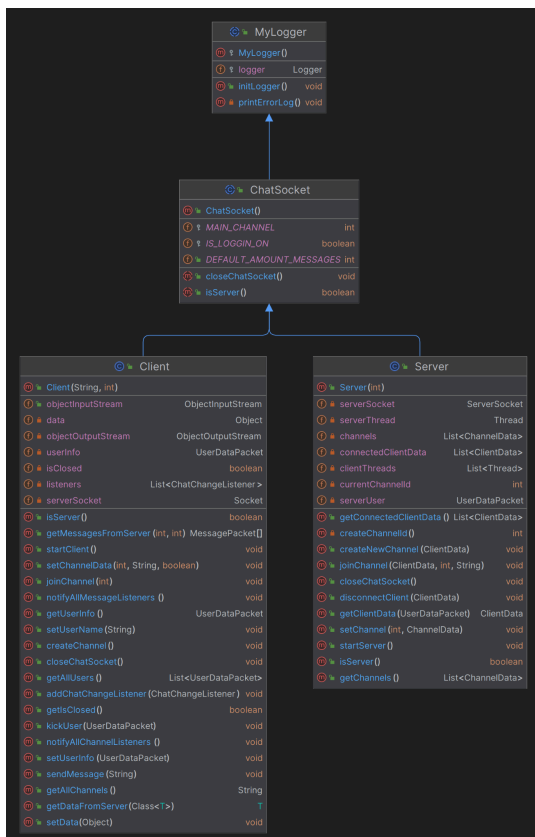 MyLogger
MyLogger()
logger Logger
initLogger() void
printErrorLog() void
ChatSocket
ChatSocket()
MAIN_CHANNEL int
IS_LOGGIN_ON boolean
DEFAULT_AMOUNT_MESSAGES int
closeChatSocket() void
isServer() boolean
Client
Client(String, int)
objectInputStream ObjectInputStream
data Object
objectOutputStream ObjectOutputStream
userInfo UserDataPacket
isClosed boolean
listeners List<ChatChangeListener>
serverSocket Socket
isServer() boolean
getMessagesFromServer(int, int) MessagePacket[]
startClient() void
setChannelData(int, String, boolean) void
joinChannel(int) void
notifyAllMessageListeners() void
getUserInfo() UserDataPacket
setUserName(String) void
createChannel() void
closeChatSocket() void
getAllUsers() List<UserDataPacket>
addChatChangeListener(ChatChangeListener) void
getIsClosed() boolean
kickUser(UserDataPacket) void
notifyAllChannelListeners() void
setUserInfo(UserDataPacket) void
sendMessage(String) void
getAllChannels() String
getDataFromServer(Class<T>) T
setData(Object) void
Server
Server(int)
serverSocket ServerSocket
serverThread Thread
channels List<ChannelData>
connectedClientData List<ClientData>
clientThreads List<Thread>
currentChannelId int
serverUser UserDataPacket
getConnectedClientData() List<ClientData>
createChannelId() int
createNewChannel(ClientData) void
joinChannel(ClientData, int, String) void
closeChatSocket() void
disconnectClient(ClientData) void
getClientData(UserDataPacket) ClientData
setChannel(int, ChannelData) void
startServer() void
isServer() boolean
getChannels() List<ChannelData>